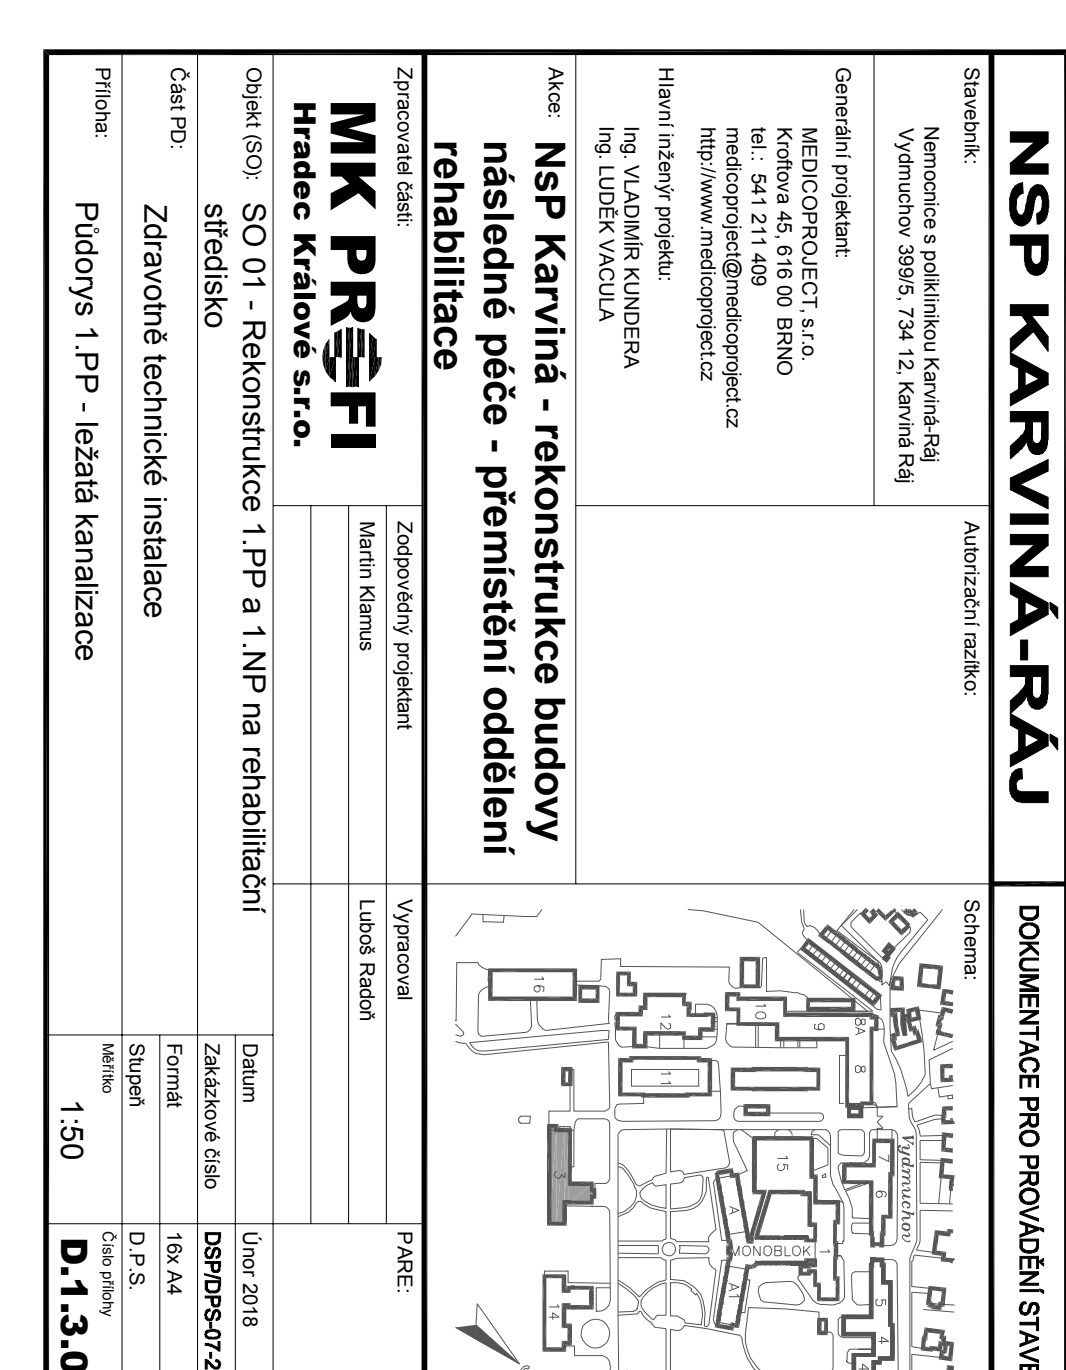 NSP KARVINÁ-RÁJ
DOKUMENTACE PRO PROVÁDĚNÍ
Stavebník:
Nemocnice s poliklinikou Karviná-Ráj
Vydmuchov 399/5, 734 12, Karviná Ráj
Autorizační razítko:
Schema:
Generální projektant:
MEDICOPROJECT, s.r.o.
Kroftova 45, 616 00 BRNO
tel.: 541 211 409
medicoproject@medicoproject.cz
http://www.medicoproject.cz
Hlavní inženýr projektu:
Ing. VLADIMÍR KUNDERA
Ing. LUDĚK VACULA
Akce: NsP Karviná - rekonstrukce budovy
následné péče - přemístění oddělení
rehabilitace
8A
8
9
10
12
16
11
Vydmuchov
7
6
15
3
A
MONOBLOK
1
A1
5
4
14
Zpracovatel části:
MK PROFI
Hradec Králové s.r.o.
Zodpovědný projektant
Martin Klamus
Vypracoval
Luboš Radoň
PARE:
Objekt (SO): SO 01 - Rekonstrukce 1.PP a 1.NP na rehabilitační
středisko
Část PD: Zdravotně technické instalace
Příloha: Půdorys 1.PP - ležatá kanalizace
Datum Únor 2018
Zakázkové číslo DSP/DPS-07-2
Formát 16x A4
Stupeň D.P.S.
Měřítko 1:50
Číslo přílohy
D.1.3.0